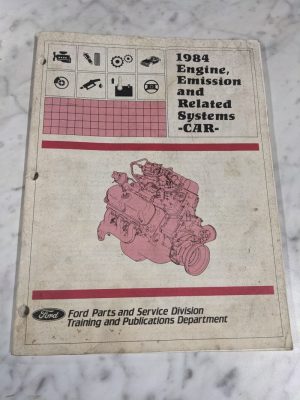 1984
Engine,
Emission
and
Related
Systems
-CAR-
Ford
Ford Parts and Service Division
Training and Publications Department